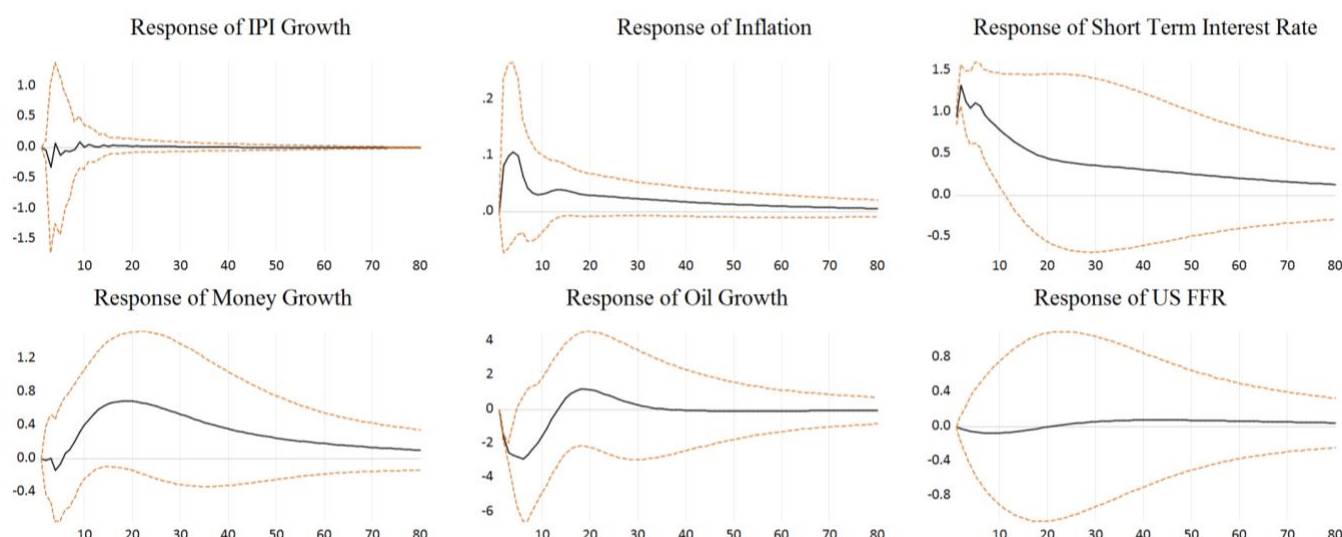 Response of IPI Growth
1.0
0.5
0.0
-0.5
-1.0
-1.5
10 20 30 40 50 60 70 80
Response of Inflation
.2
.1
.0
10 20 30 40 50 60 70 80
Response of Short Term Interest Rate
1.5
1.0
0.5
0.0
-0.5
10 20 30 40 50 60 70 80
Response of Money Growth
1.2
0.8
0.4
0.0
-0.4
10 20 30 40 50 60 70 80
Response of Oil Growth
4
2
0
-2
-4
-6
10 20 30 40 50 60 70 80
Response of US FFR
0.8
0.4
0.0
-0.4
-0.8
10 20 30 40 50 60 70 80